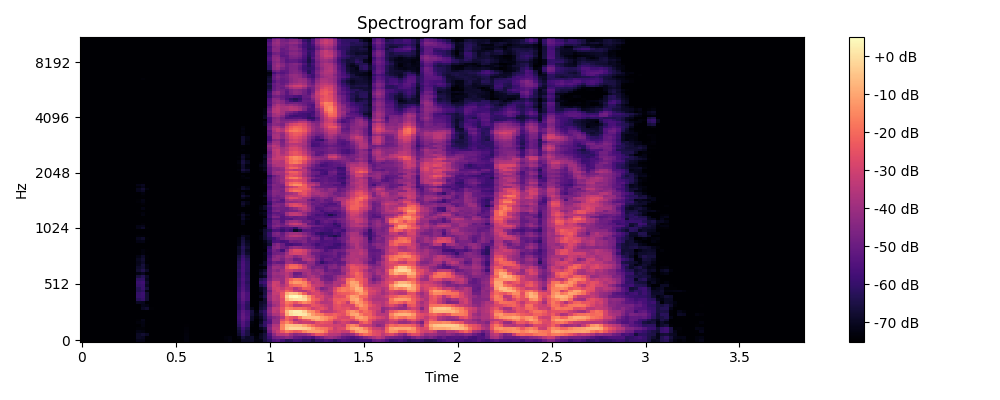 Spectrogram for sad
8192
4096
2048
1024
512
0
Hz
0
0.5
1
1.5
2
2.5
3
3.5
Time
+0 dB
-10 dB
-20 dB
-30 dB
-40 dB
-50 dB
-60 dB
-70 dB